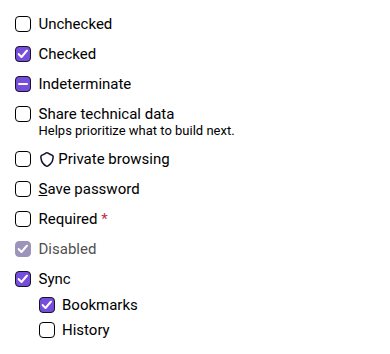 Unchecked
Checked
Indeterminate
Share technical data
Helps prioritize what to build next.
Private browsing
Save password
Required *
Disabled
Sync
Bookmarks
History